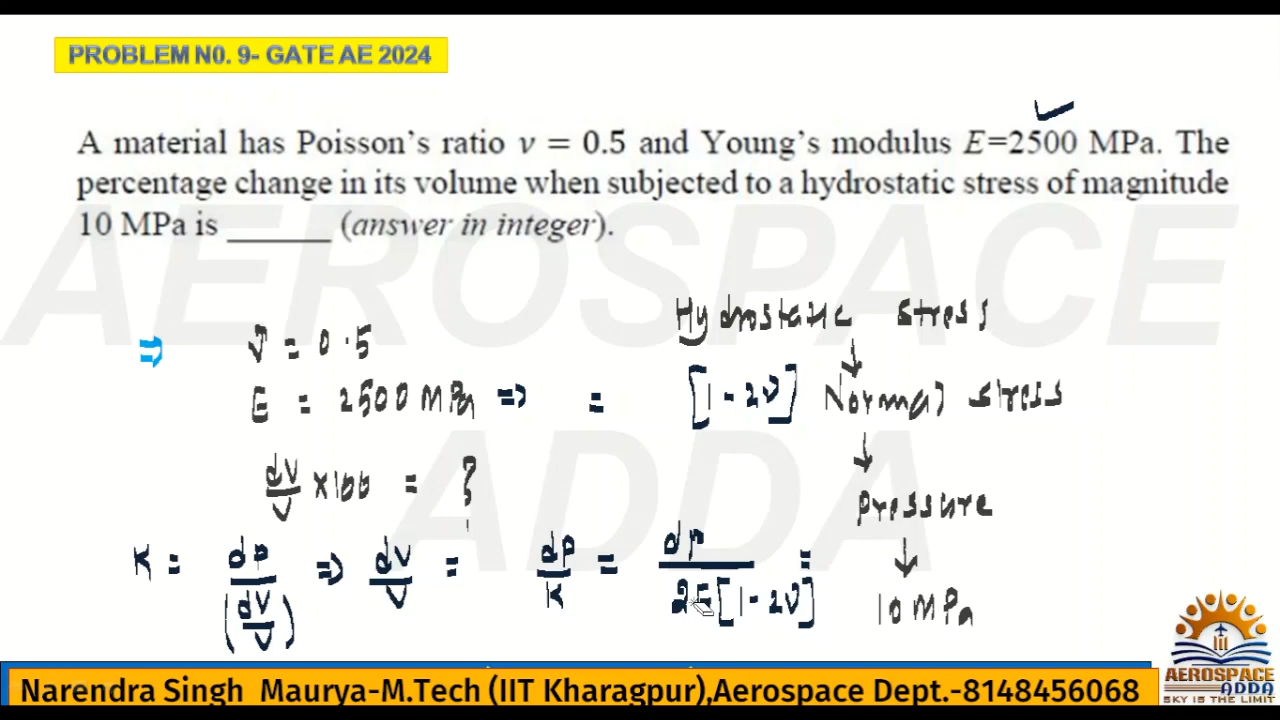 PROBLEM N0. 9- GATE AE 2024
A material has Poisson's ratio ν = 0.5 and Young's modulus E=2500 MPa. The
percentage change in its volume when subjected to a hydrostatic stress of magnitude
10 MPa is ______ (answer in integer).
AEROSPACE
ADDA
Hydrostatic stress
⇒ ν = 0.5
↓
E = 2500 MPa ⇒ = [1-2ν] Normal stress
↓
dv/v ×100 = ?
pressure
↓
K = dp/(dv/v) ⇒ dv/v = dp/K = dp/2E[1-2ν] =
10 MPa
Narendra Singh Maurya-M.Tech (IIT Kharagpur),Aerospace Dept.-8148456068
AEROSPACE
ADDA
SKY IS THE LIMIT